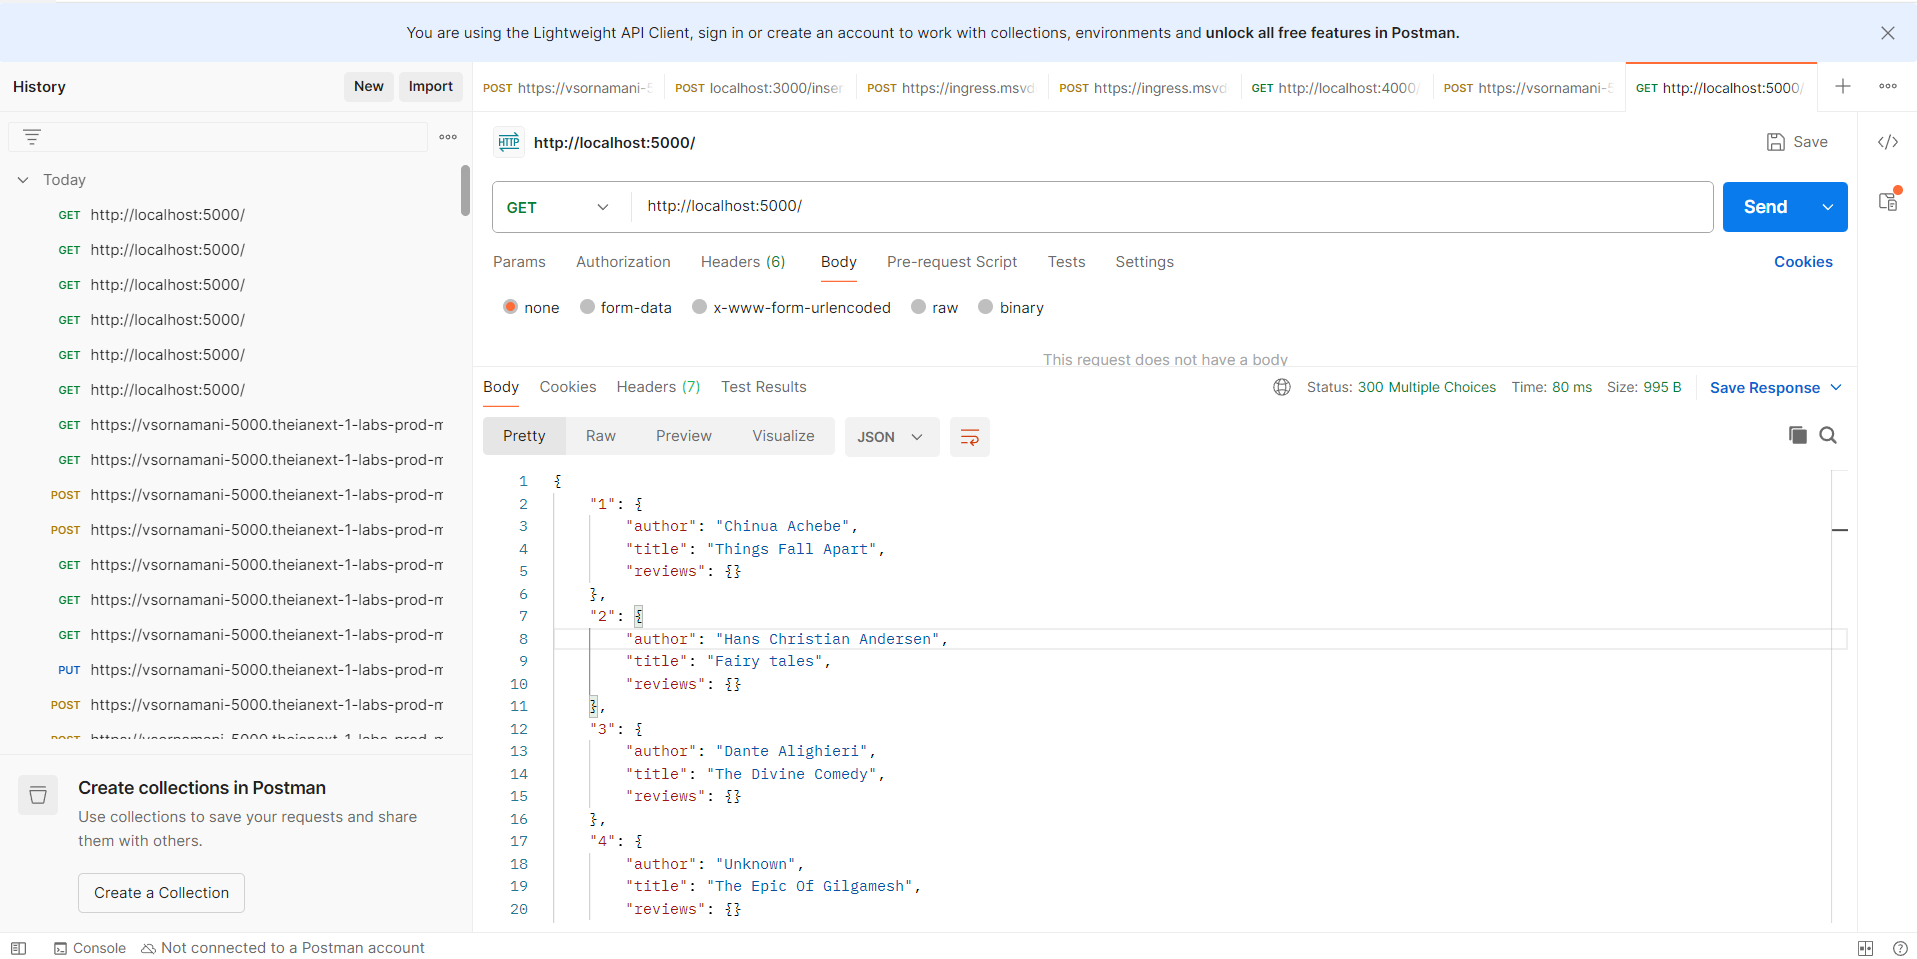 You are using the Lightweight API Client, sign in or create an account to work with collections, environments and unlock all free features in Postman.
History New Import
POST https://vsornamani-5 POST localhost:3000/inser POST https://ingress.msvd POST https://ingress.msvd GET http://localhost:4000/ POST https://vsornamani-5 GET http://localhost:5000/
HTTP http://localhost:5000/ Save
Today
GET http://localhost:5000/
GET http://localhost:5000/
GET http://localhost:5000/
GET http://localhost:5000/
GET http://localhost:5000/
GET http://localhost:5000/
GET https://vsornamani-5000.theianext-1-labs-prod-m
GET https://vsornamani-5000.theianext-1-labs-prod-m
POST https://vsornamani-5000.theianext-1-labs-prod-m
POST https://vsornamani-5000.theianext-1-labs-prod-m
GET https://vsornamani-5000.theianext-1-labs-prod-m
GET https://vsornamani-5000.theianext-1-labs-prod-m
GET https://vsornamani-5000.theianext-1-labs-prod-m
PUT https://vsornamani-5000.theianext-1-labs-prod-m
POST https://vsornamani-5000.theianext-1-labs-prod-m
POST https://vsornamani-5000.theianext-1-labs-prod-m
Create collections in Postman
Use collections to save your requests and share
them with others.
Create a Collection
GET http://localhost:5000/ Send
Params Authorization Headers (6) Body Pre-request Script Tests Settings Cookies
none form-data x-www-form-urlencoded raw binary
This request does not have a body
Body Cookies Headers (7) Test Results Status: 300 Multiple Choices Time: 80 ms Size: 995 B Save Response
Pretty Raw Preview Visualize JSON
1 {
2 "1": {
3 "author": "Chinua Achebe",
4 "title": "Things Fall Apart",
5 "reviews": {}
6 },
7 "2": {
8 "author": "Hans Christian Andersen",
9 "title": "Fairy tales",
10 "reviews": {}
11 },
12 "3": {
13 "author": "Dante Alighieri",
14 "title": "The Divine Comedy",
15 "reviews": {}
16 },
17 "4": {
18 "author": "Unknown",
19 "title": "The Epic Of Gilgamesh",
20 "reviews": {}
Console Not connected to a Postman account